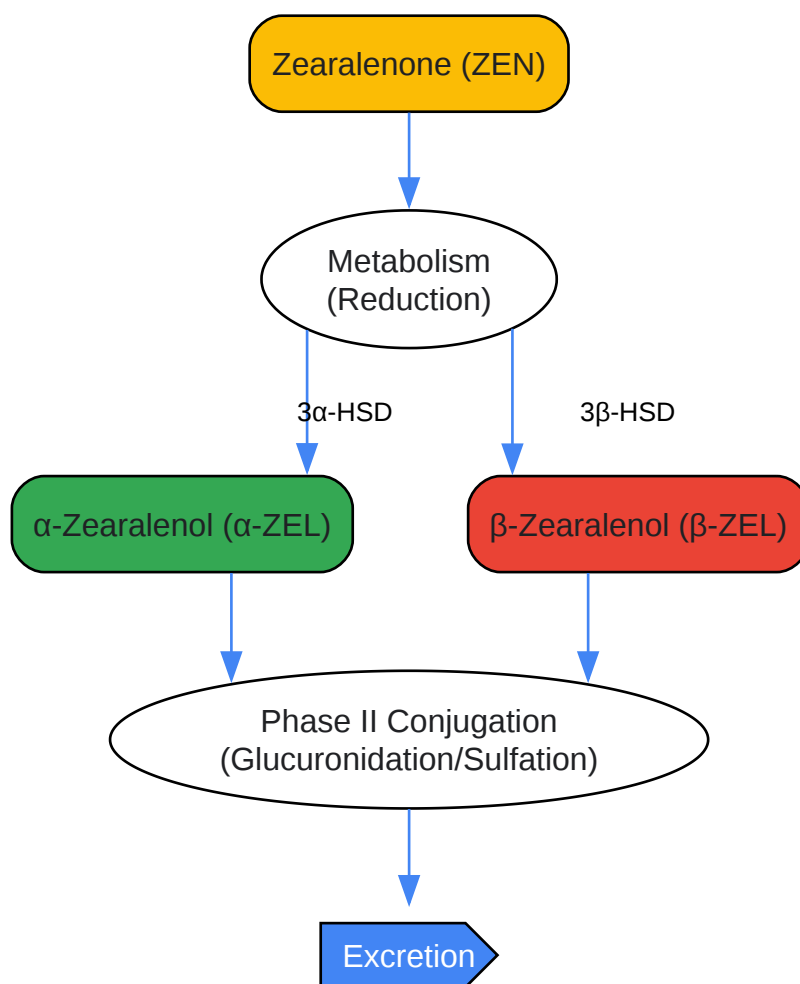 Zearalenone (ZEN)
Metabolism
(Reduction)
3α-HSD
3β-HSD
α-Zearalenol (α-ZEL)
β-Zearalenol (β-ZEL)
Phase II Conjugation
(Glucuronidation/Sulfation)
Excretion